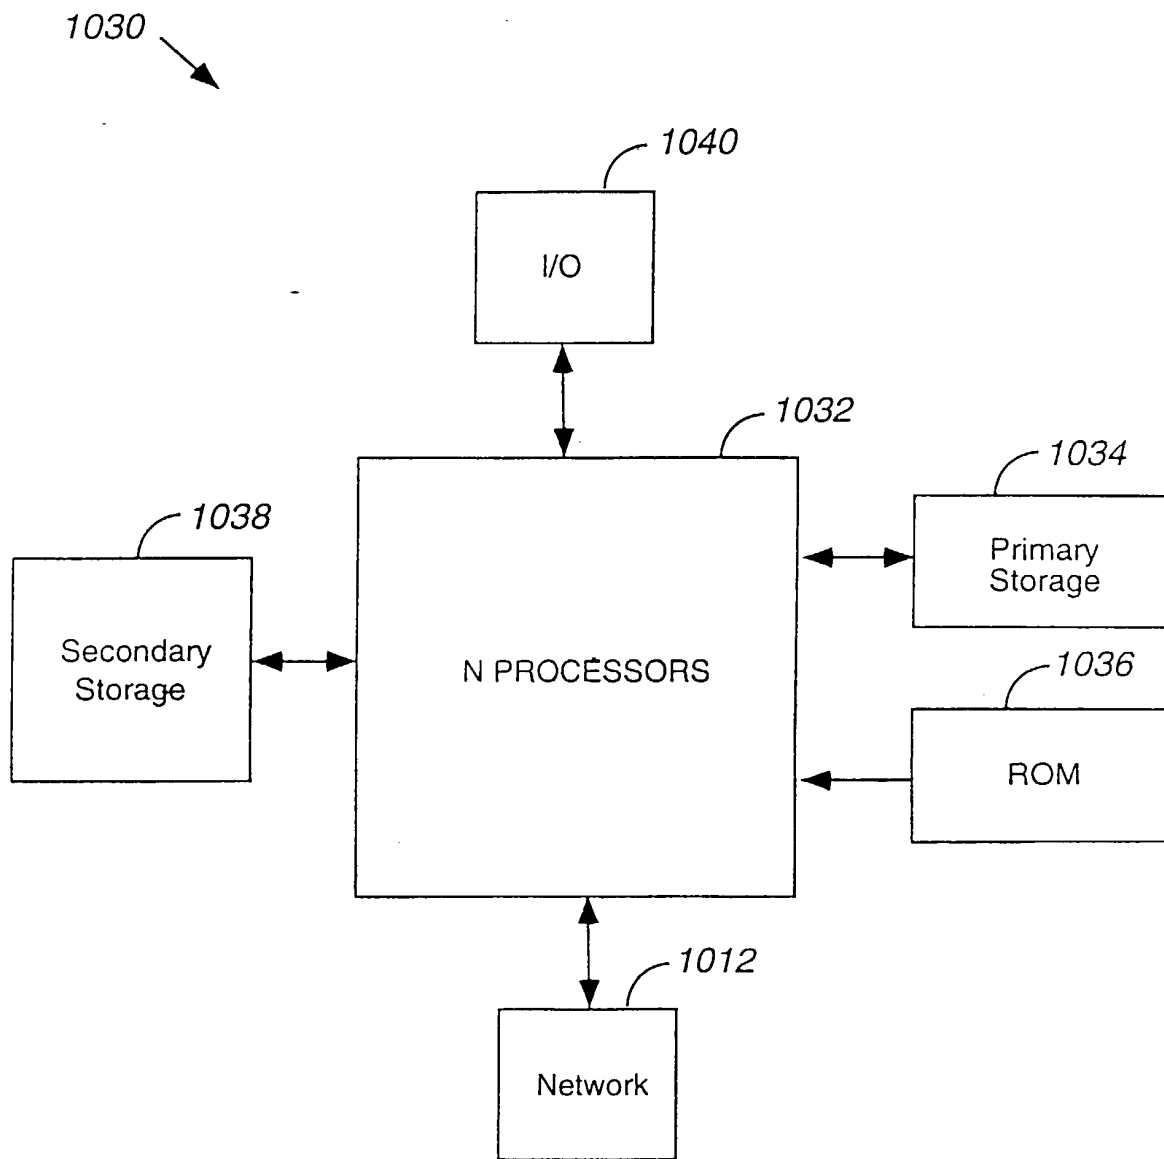 1030
1040
I/O
1032
1034
Primary
Storage
1038
Secondary
Storage
N PROCESSORS
1036
ROM
1012
Network